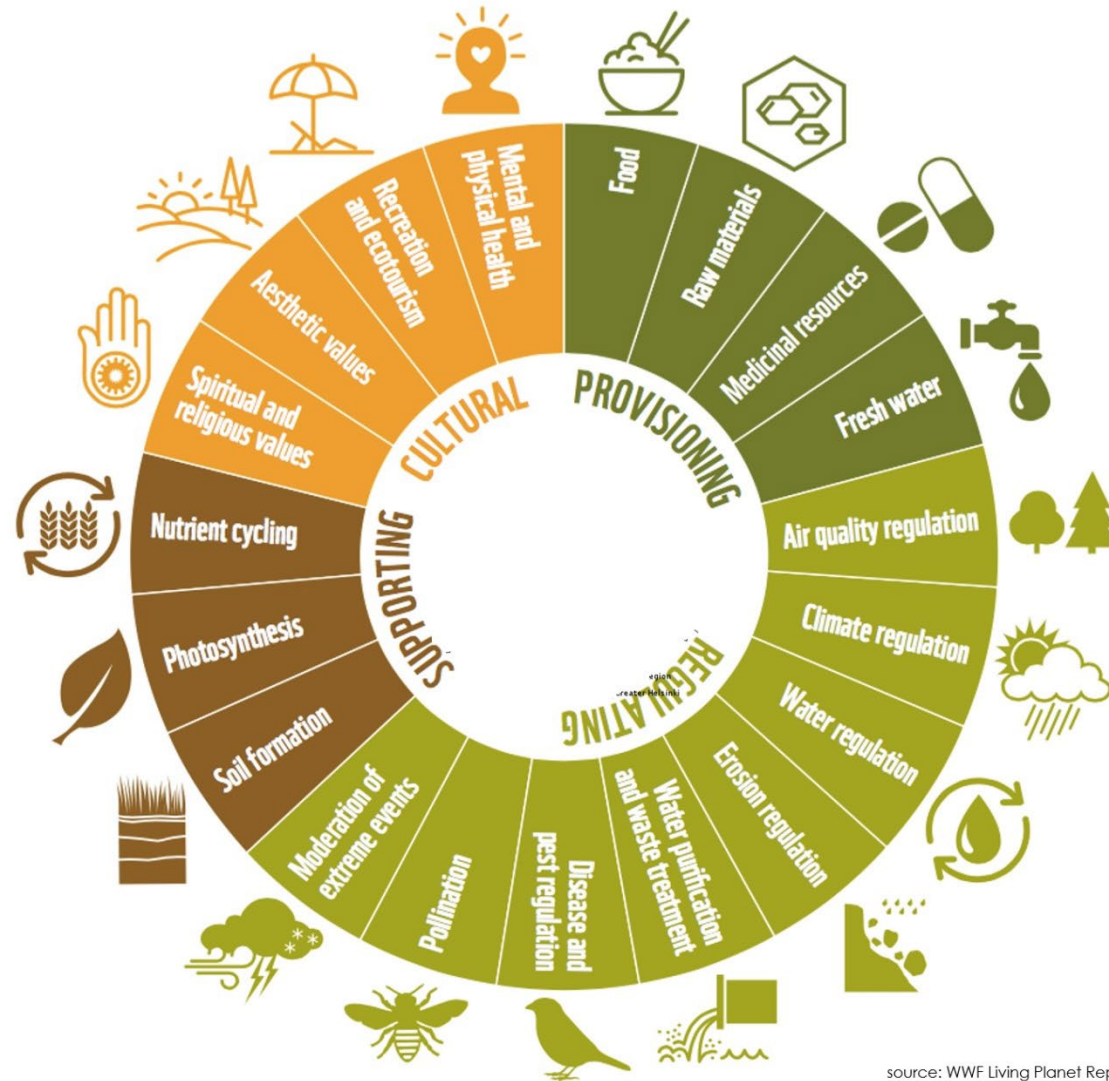 Mental and
physical health
Recreation
and ecotourism
Aesthetic values
Spiritual and
religious values
CULTURAL
Food
Raw materials
Medicinal resources
Fresh water
PROVISIONING
Air quality regulation
Climate regulation
Water regulation
Erosion regulation
Water purification
and waste treatment
Disease and
pest regulation
Pollination
Moderation of
extreme events
REGULATING
Nutrient cycling
Photosynthesis
Soil formation
SUPPORTING
Helsinki
source: WWF Living Planet